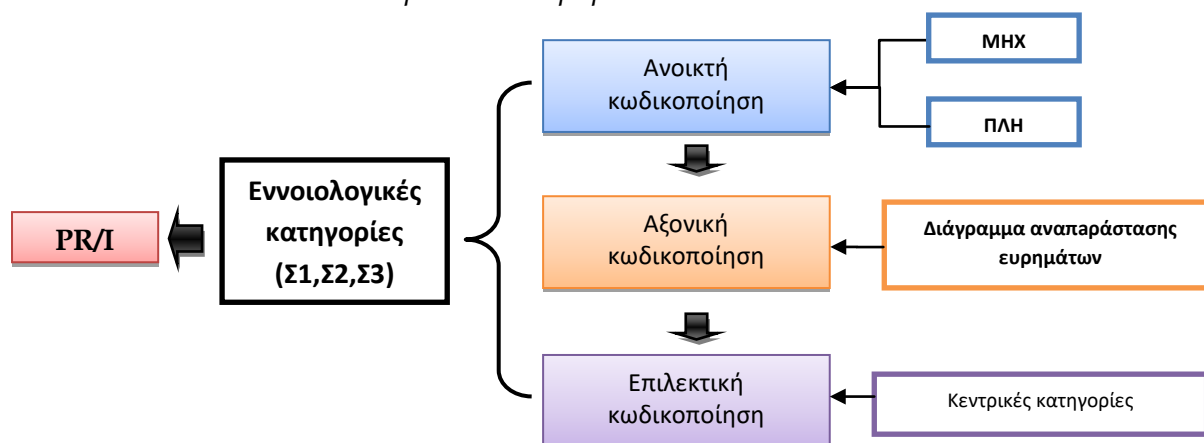 ΜΗΧ
Ανοικτή
κωδικοποίηση
ΠΛΗ
Εννοιολογικές
κατηγορίες
(Σ1,Σ2,Σ3)
PR/I
Αξονική
κωδικοποίηση
Διάγραμμα αναπαράστασης
ευρημάτων
Επιλεκτική
κωδικοποίηση
Κεντρικές κατηγορίες